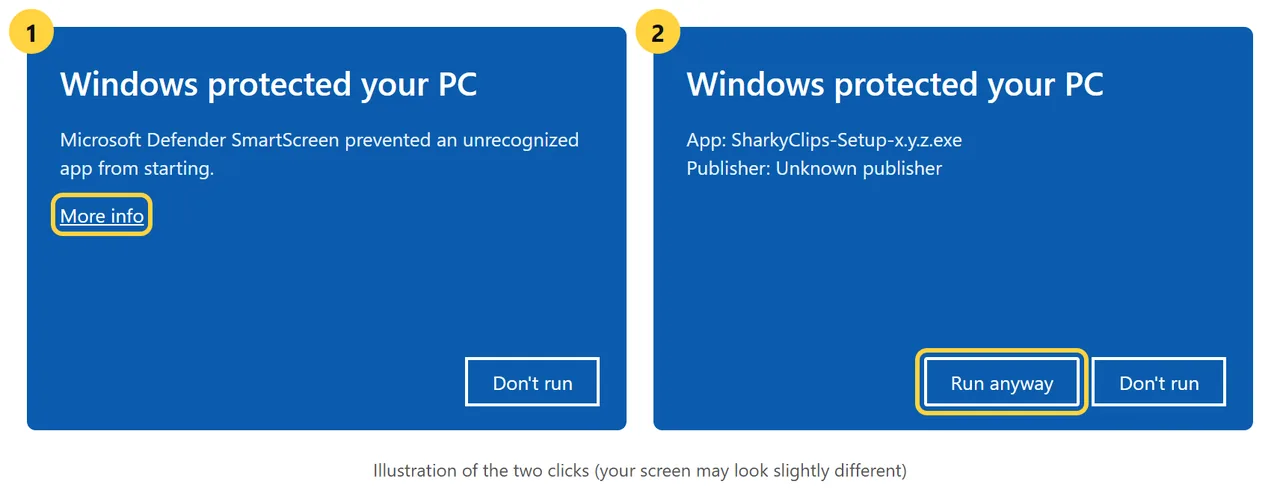 1
Windows protected your PC
Microsoft Defender SmartScreen prevented an unrecognized
app from starting.
More info
Don't run
2
Windows protected your PC
App: SharkyClips-Setup-x.y.z.exe
Publisher: Unknown publisher
Run anyway
Don't run
Illustration of the two clicks (your screen may look slightly different)